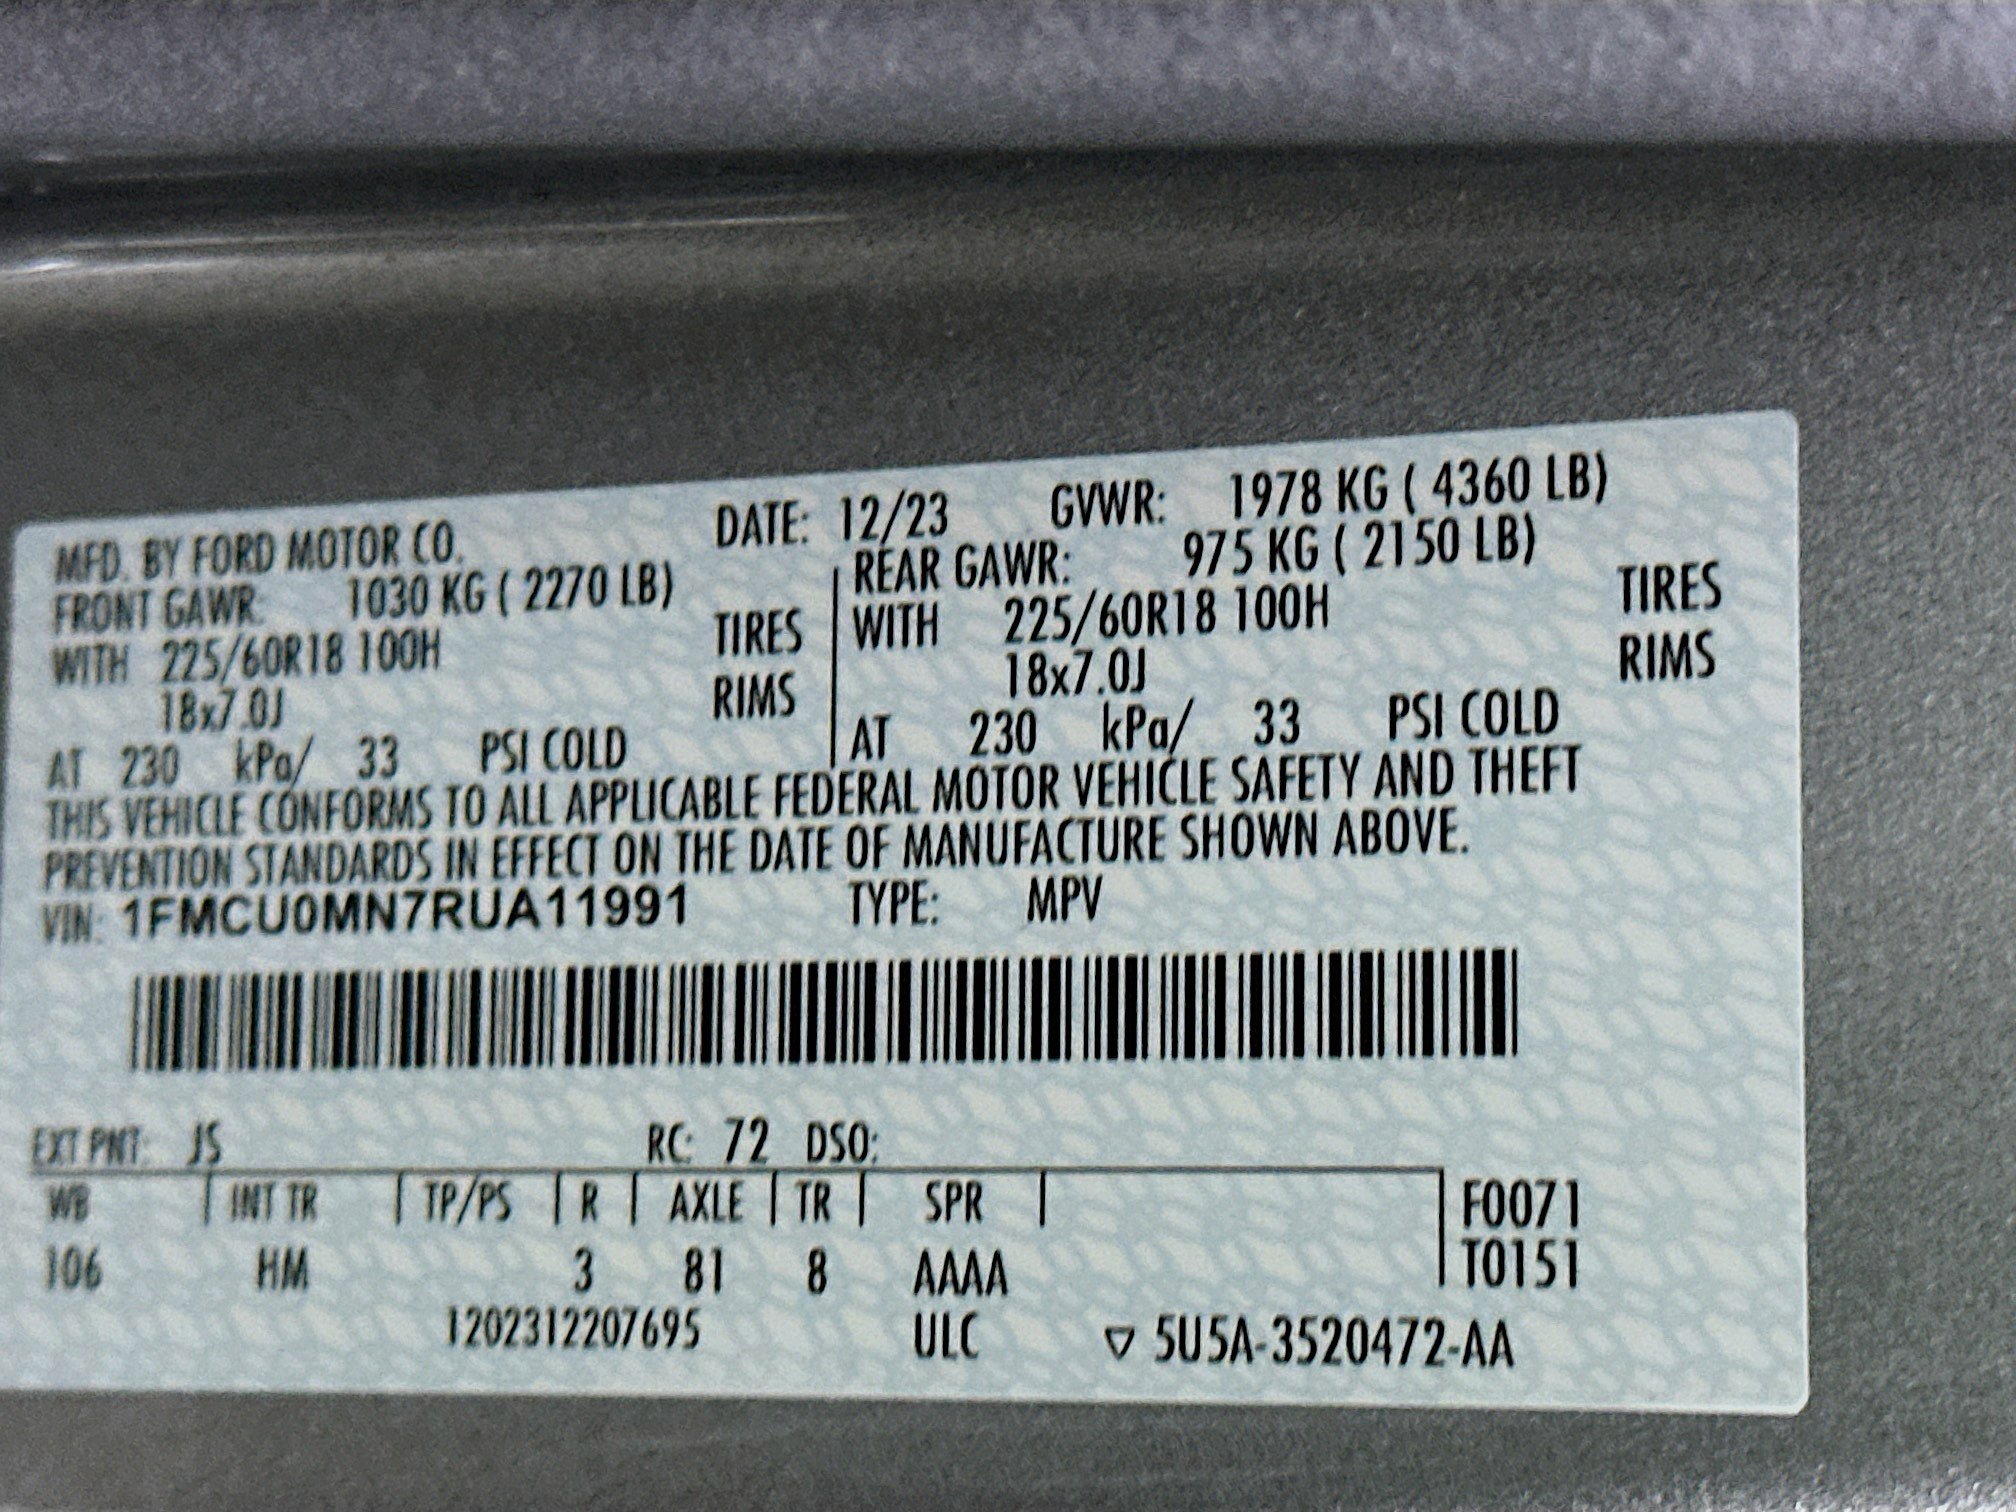 MFD. BY FORD MOTOR CO. DATE: 12/23 GVWR: 1978 KG ( 4360 LB)
FRONT GAWR: 1030 KG ( 2270 LB) REAR GAWR: 975 KG ( 2150 LB)
WITH 225/60R18 100H TIRES WITH 225/60R18 100H TIRES
18x7.0J RIMS 18x7.0J RIMS
AT 230 kPa/ 33 PSI COLD AT 230 kPa/ 33 PSI COLD
THIS VEHICLE CONFORMS TO ALL APPLICABLE FEDERAL MOTOR VEHICLE SAFETY AND THEFT
PREVENTION STANDARDS IN EFFECT ON THE DATE OF MANUFACTURE SHOWN ABOVE.
VIN: 1FMCU0MN7RUA11991 TYPE: MPV
EXT PNT: JS RC: 72 DSO:
WB INT TR TP/PS R AXLE TR SPR F0071
106 HM 3 81 8 AAAA T0151
1202312207695 ULC ▽ 5U5A-3520472-AA